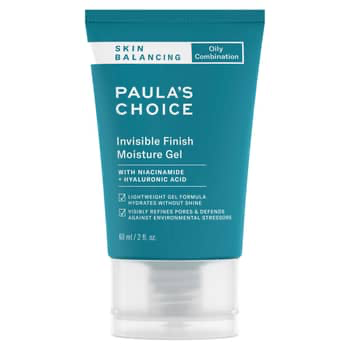 SKIN
BALANCING
Oily
Combination
PAULA'S
CHOICE
Invisible Finish
Moisture Gel
WITH NIACINAMIDE
+ HYALURONIC ACID
LIGHTWEIGHT GEL FORMULA
HYDRATES WITHOUT SHINE
VISIBLY REFINES PORES & DEFENDS
AGAINST ENVIRONMENTAL STRESSORS
60 ml / 2 fl. oz.